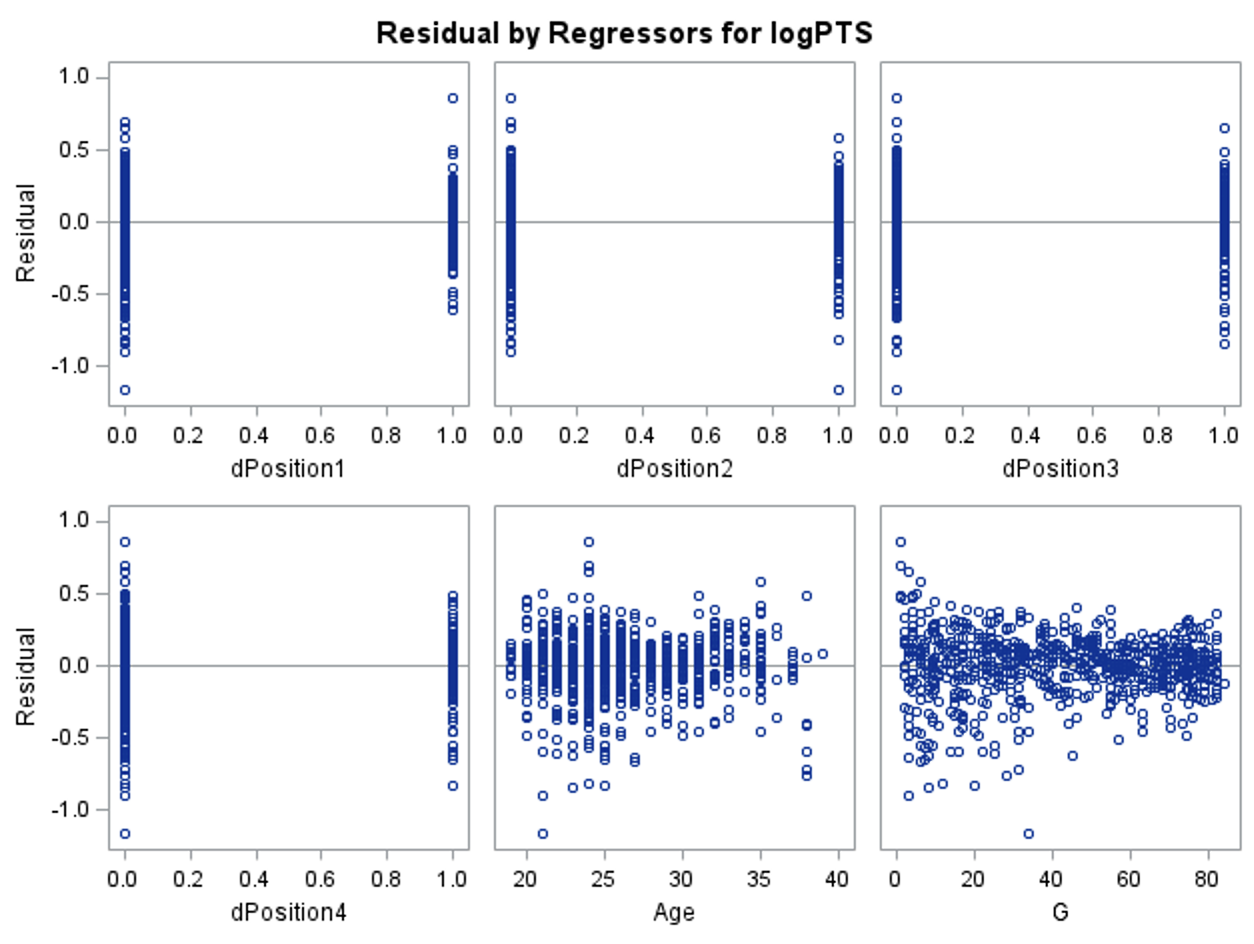 Residual by Regressors for logPTS
1.0
0.5
0.0
-0.5
-1.0
Residual
0.0 0.2 0.4 0.6 0.8 1.0
dPosition1
0.0 0.2 0.4 0.6 0.8 1.0
dPosition2
0.0 0.2 0.4 0.6 0.8 1.0
dPosition3
1.0
0.5
0.0
-0.5
-1.0
Residual
0.0 0.2 0.4 0.6 0.8 1.0
dPosition4
20 25 30 35 40
Age
0 20 40 60 80
G